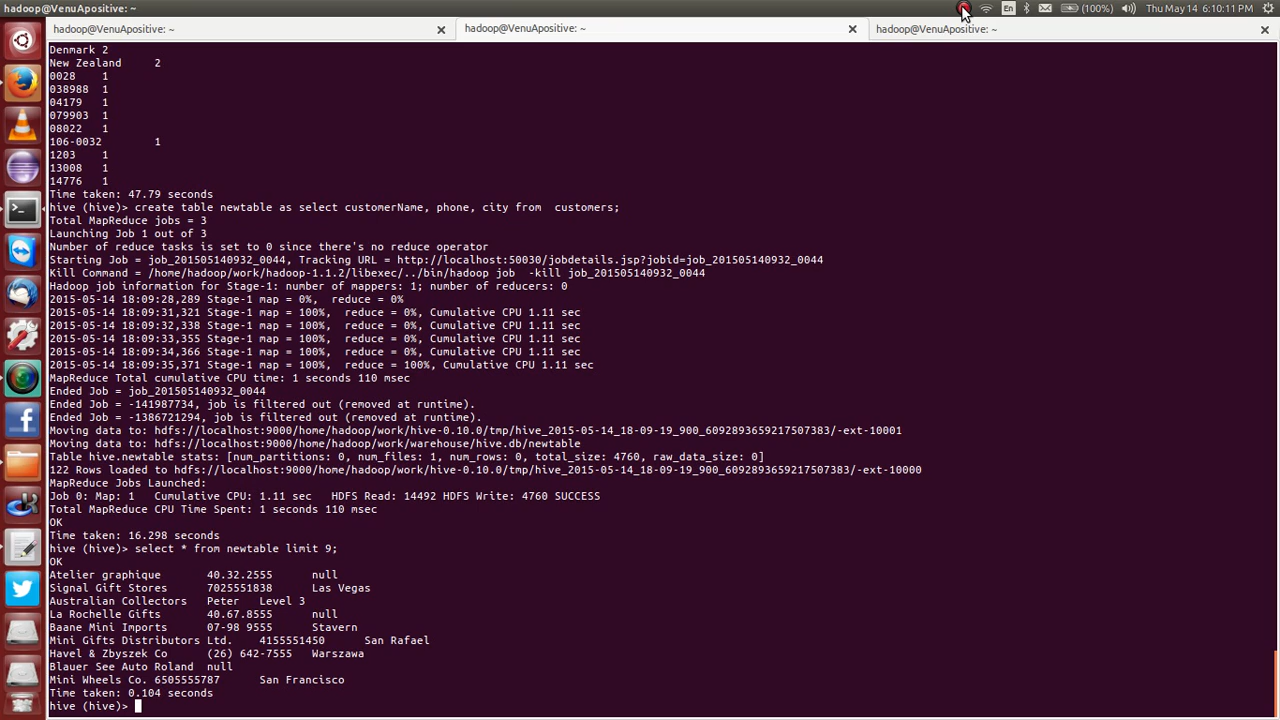 hadoop@VenuApositive: ~
En
(100%)
Thu May 14 6:10:11 PM
hadoop@VenuApositive: ~
hadoop@VenuApositive: ~
hadoop@VenuApositive: ~
Denmark 2
New Zealand 2
0028 1
038988 1
04179 1
079903 1
08022 1
106-0032 1
1203 1
13008 1
14776 1
Time taken: 47.79 seconds
hive (hive)> create table newtable as select customerName, phone, city from  customers;
Total MapReduce jobs = 3
Launching Job 1 out of 3
Number of reduce tasks is set to 0 since there's no reduce operator
Starting Job = job_201505140932_0044, Tracking URL = http://localhost:50030/jobdetails.jsp?jobid=job_201505140932_0044
Kill Command = /home/hadoop/work/hadoop-1.1.2/libexec/../bin/hadoop job  -kill job_201505140932_0044
Hadoop job information for Stage-1: number of mappers: 1; number of reducers: 0
2015-05-14 18:09:28,289 Stage-1 map = 0%,  reduce = 0%
2015-05-14 18:09:31,321 Stage-1 map = 100%,  reduce = 0%, Cumulative CPU 1.11 sec
2015-05-14 18:09:32,338 Stage-1 map = 100%,  reduce = 0%, Cumulative CPU 1.11 sec
2015-05-14 18:09:33,355 Stage-1 map = 100%,  reduce = 0%, Cumulative CPU 1.11 sec
2015-05-14 18:09:34,366 Stage-1 map = 100%,  reduce = 0%, Cumulative CPU 1.11 sec
2015-05-14 18:09:35,371 Stage-1 map = 100%,  reduce = 100%, Cumulative CPU 1.11 sec
MapReduce Total cumulative CPU time: 1 seconds 110 msec
Ended Job = job_201505140932_0044
Ended Job = -141987734, job is filtered out (removed at runtime).
Ended Job = -1386721294, job is filtered out (removed at runtime).
Moving data to: hdfs://localhost:9000/home/hadoop/work/hive-0.10.0/tmp/hive_2015-05-14_18-09-19_900_6092893659217507383/-ext-10001
Moving data to: hdfs://localhost:9000/home/hadoop/work/warehouse/hive.db/newtable
Table hive.newtable stats: [num_partitions: 0, num_files: 1, num_rows: 0, total_size: 4760, raw_data_size: 0]
122 Rows loaded to hdfs://localhost:9000/home/hadoop/work/hive-0.10.0/tmp/hive_2015-05-14_18-09-19_900_6092893659217507383/-ext-10000
MapReduce Jobs Launched:
Job 0: Map: 1   Cumulative CPU: 1.11 sec   HDFS Read: 14492 HDFS Write: 4760 SUCCESS
Total MapReduce CPU Time Spent: 1 seconds 110 msec
OK
Time taken: 16.298 seconds
hive (hive)> select * from newtable limit 9;
OK
Atelier graphique 40.32.2555 null
Signal Gift Stores 7025551838 Las Vegas
Australian Collectors Peter Level 3
La Rochelle Gifts 40.67.8555 null
Baane Mini Imports 07-98 9555 Stavern
Mini Gifts Distributors Ltd. 4155551450 San Rafael
Havel & Zbyszek Co (26) 642-7555 Warszawa
Blauer See Auto Roland null
Mini Wheels Co. 6505555787 San Francisco
Time taken: 0.104 seconds
hive (hive)>